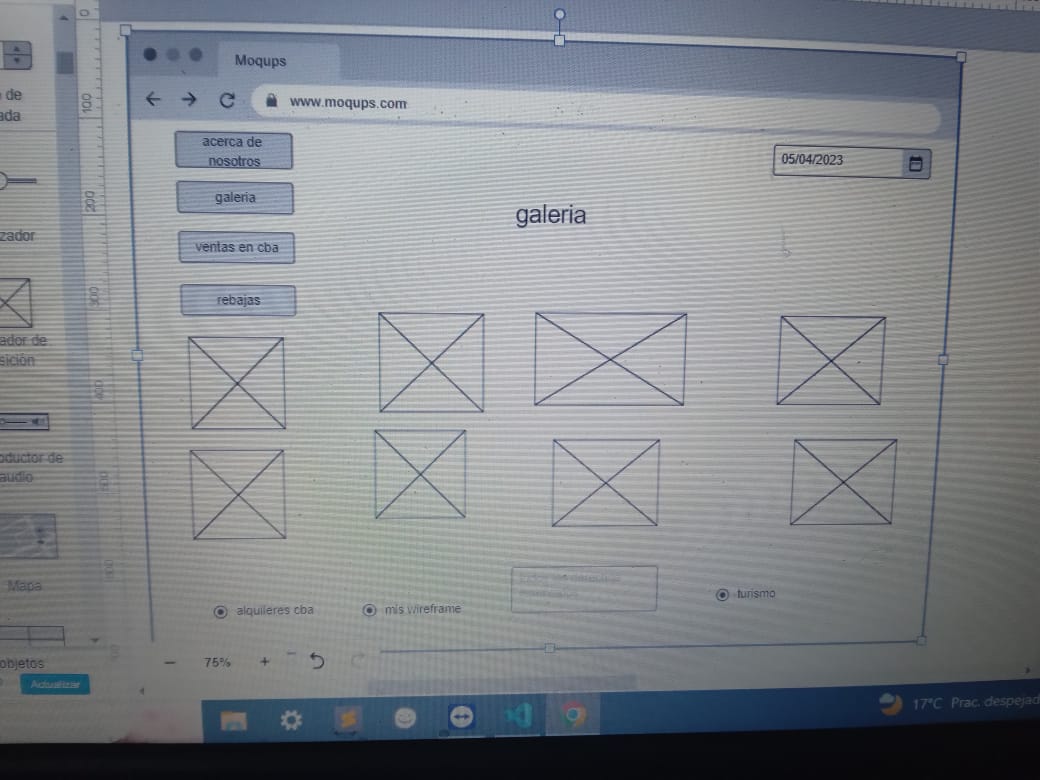 0
100
200
300
400
500
600
de
ada
zador
ador de
sición
oductor de
audio
Mapa
objetos
Actualizar
Moqups
www.moqups.com
acerca de
nosotros
05/04/2023
galeria
galeria
ventas en cba
rebajas
alquileres cba
mis wireframe
turismo
75%
17°C Prac. despejad